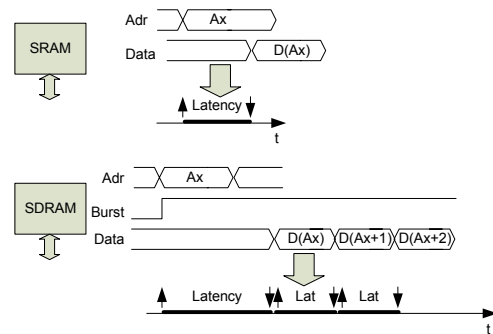 Adr Ax
SRAM
Data D(Ax)
Latency
t
Adr Ax
SDRAM
Burst
Data D(Ax) D(Ax+1) D(Ax+2)
Latency Lat Lat
t